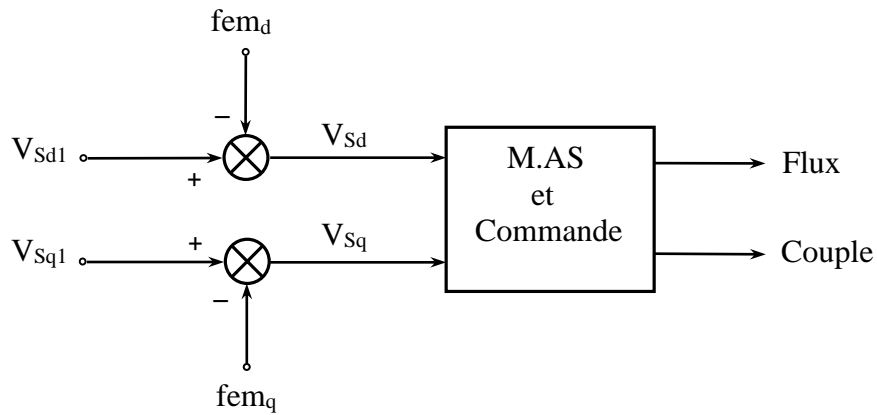 fem_d
−
V_Sd1
+
V_Sd
M.AS
et
Commande
Flux
V_Sq1
+
V_Sq
Couple
−
fem_q